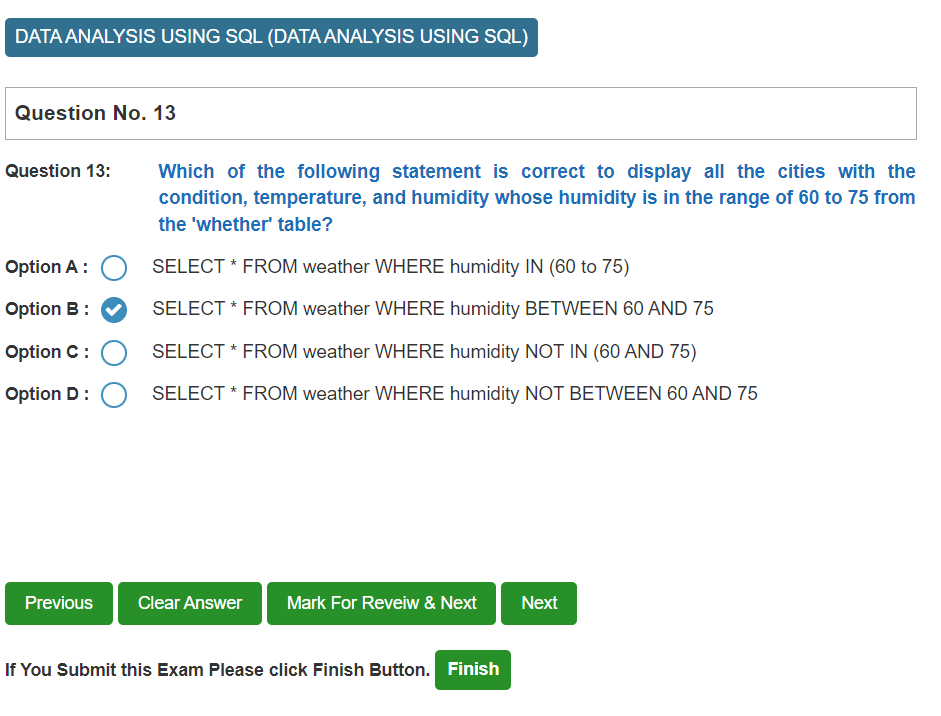 DATA ANALYSIS USING SQL (DATA ANALYSIS USING SQL)
Question No. 13
Question 13: Which of the following statement is correct to display all the cities with the
condition, temperature, and humidity whose humidity is in the range of 60 to 75 from
the 'whether' table?
Option A : SELECT * FROM weather WHERE humidity IN (60 to 75)
Option B : SELECT * FROM weather WHERE humidity BETWEEN 60 AND 75
Option C : SELECT * FROM weather WHERE humidity NOT IN (60 AND 75)
Option D : SELECT * FROM weather WHERE humidity NOT BETWEEN 60 AND 75
Previous Clear Answer Mark For Reveiw & Next Next
If You Submit this Exam Please click Finish Button. Finish